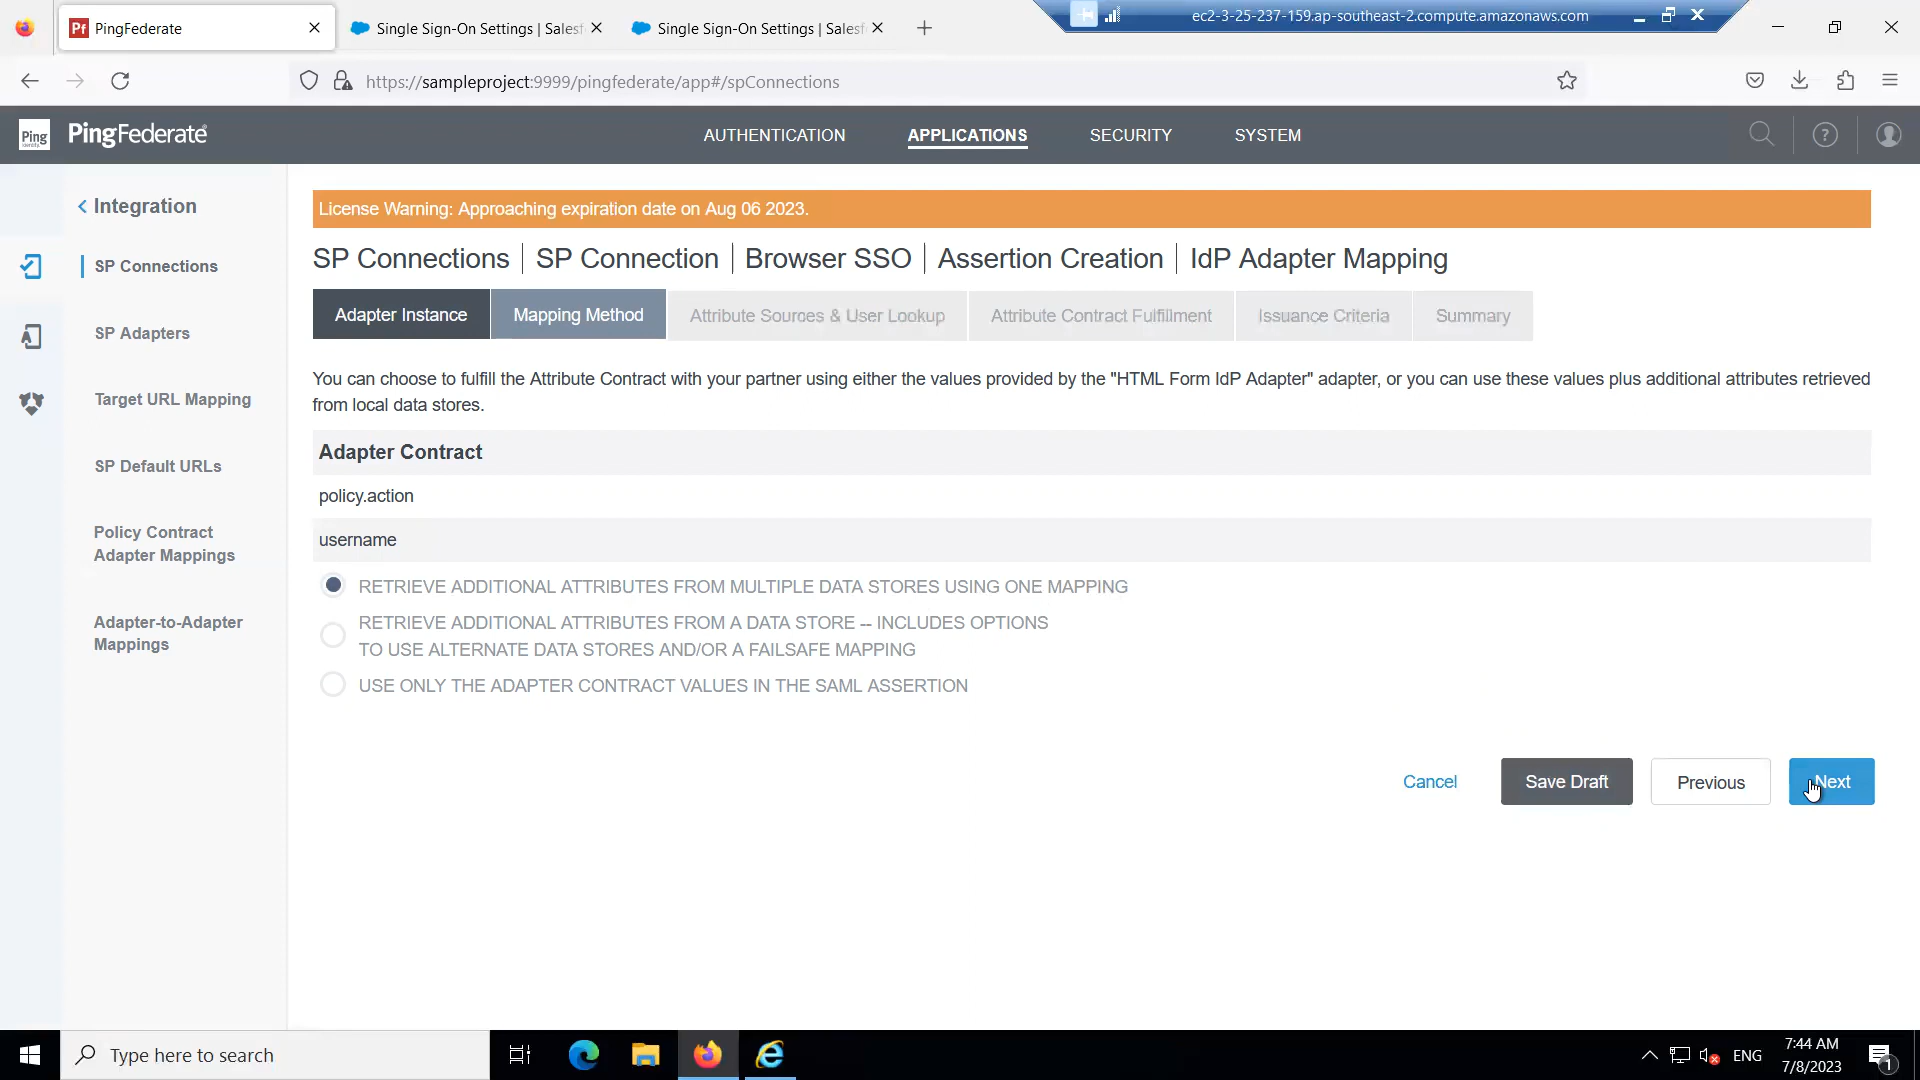 PingFederate
Single Sign-On Settings | Salesf
Single Sign-On Settings | Salesf
ec2-3-25-237-159.ap-southeast-2.compute.amazonaws.com
https://sampleproject:9999/pingfederate/app#/spConnections
Ping
PingFederate
AUTHENTICATION
APPLICATIONS
SECURITY
SYSTEM
Integration
SP Connections
SP Adapters
Target URL Mapping
SP Default URLs
Policy Contract
Adapter Mappings
Adapter-to-Adapter
Mappings
License Warning: Approaching expiration date on Aug 06 2023.
SP Connections | SP Connection | Browser SSO | Assertion Creation | IdP Adapter Mapping
Adapter Instance
Mapping Method
Attribute Sources & User Lookup
Attribute Contract Fulfillment
Issuance Criteria
Summary
You can choose to fulfill the Attribute Contract with your partner using either the values provided by the "HTML Form IdP Adapter" adapter, or you can use these values plus additional attributes retrieved
from local data stores.
Adapter Contract
policy.action
username
RETRIEVE ADDITIONAL ATTRIBUTES FROM MULTIPLE DATA STORES USING ONE MAPPING
RETRIEVE ADDITIONAL ATTRIBUTES FROM A DATA STORE -- INCLUDES OPTIONS
TO USE ALTERNATE DATA STORES AND/OR A FAILSAFE MAPPING
USE ONLY THE ADAPTER CONTRACT VALUES IN THE SAML ASSERTION
Cancel
Save Draft
Previous
Next
Type here to search
ENG
7:44 AM
7/8/2023
1